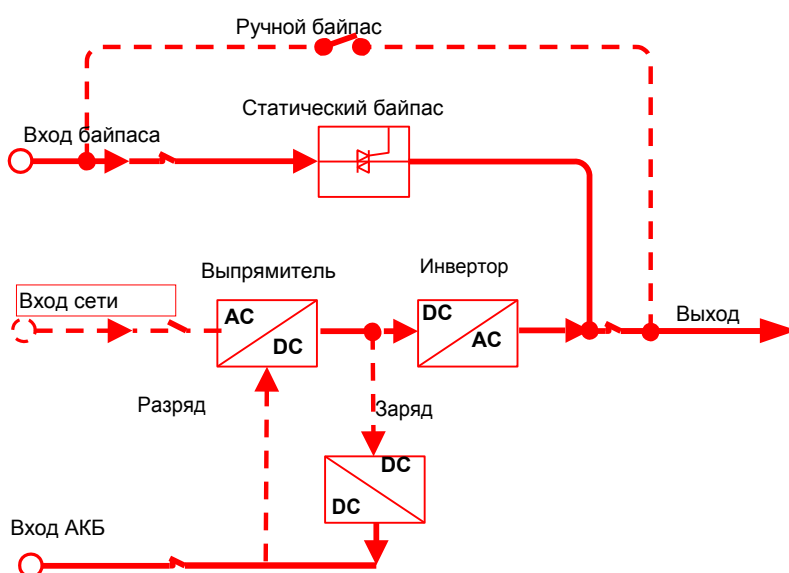 Ручной байпас
Статический байпас
Вход байпаса
Выпрямитель
Инвертор
Вход сети
AC
DC
DC
AC
Выход
Разряд
Заряд
DC
DC
Вход АКБ